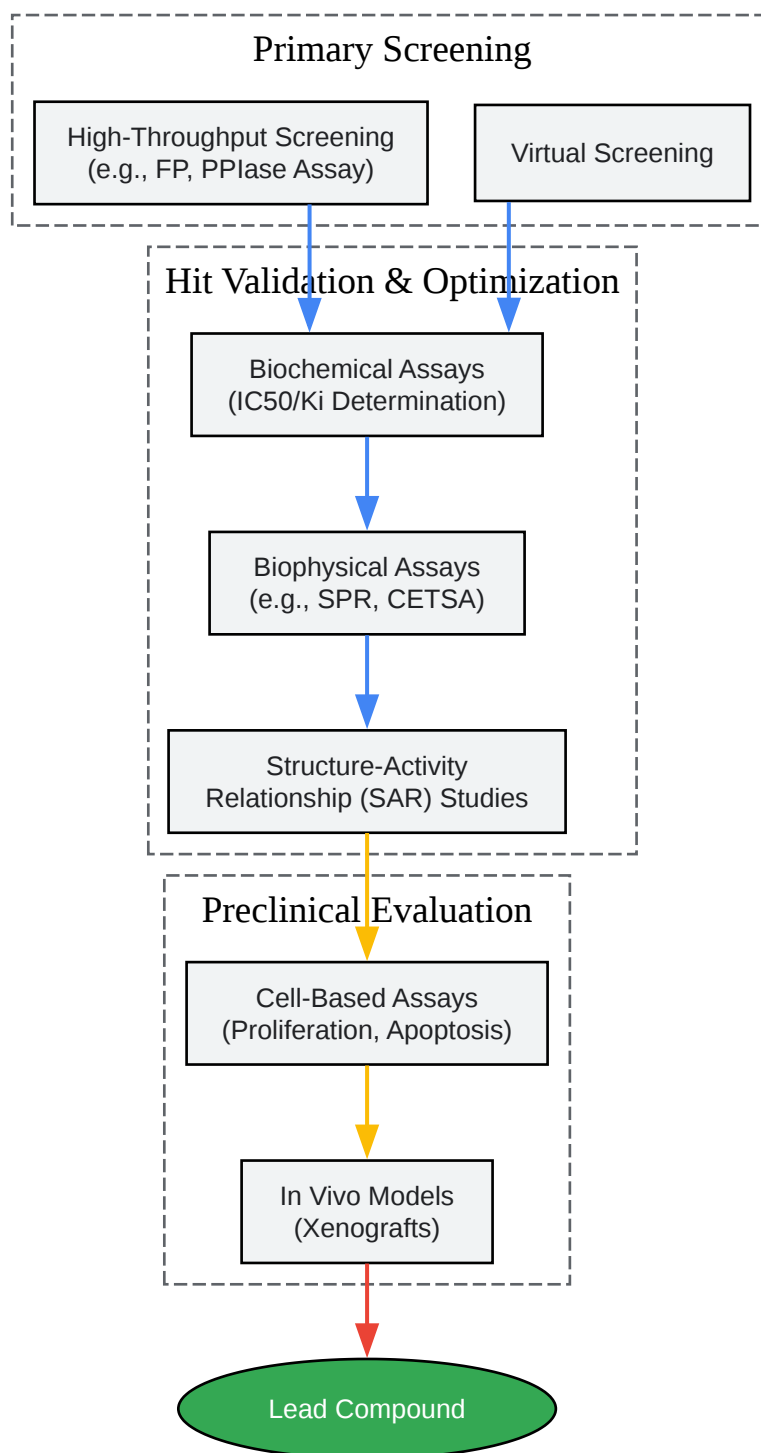 Primary Screening
High-Throughput Screening
(e.g., FP, PPIase Assay)
Virtual Screening
Hit Validation & Optimization
Biochemical Assays
(IC50/Ki Determination)
Biophysical Assays
(e.g., SPR, CETSA)
Structure-Activity
Relationship (SAR) Studies
Preclinical Evaluation
Cell-Based Assays
(Proliferation, Apoptosis)
In Vivo Models
(Xenografts)
Lead Compound